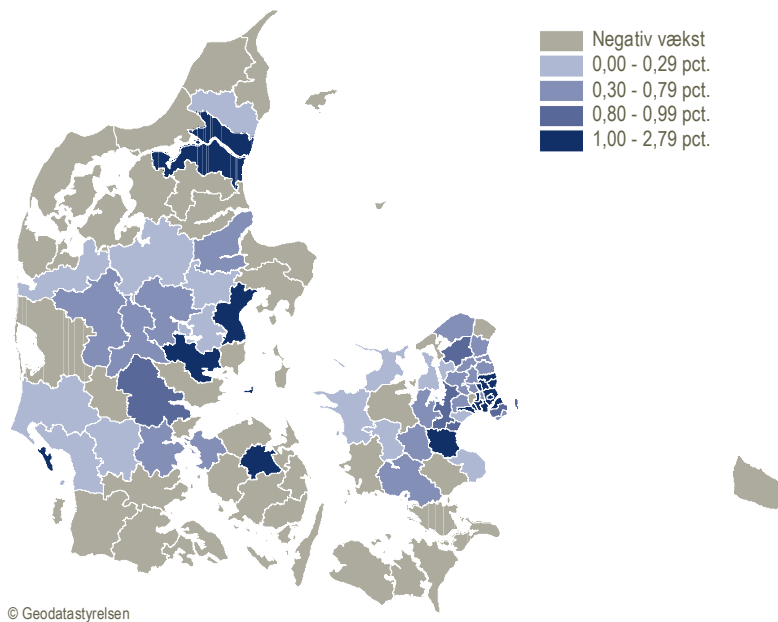 Negativ vækst
0,00 - 0,29 pct.
0,30 - 0,79 pct.
0,80 - 0,99 pct.
1,00 - 2,79 pct.
© Geodatastyrelsen